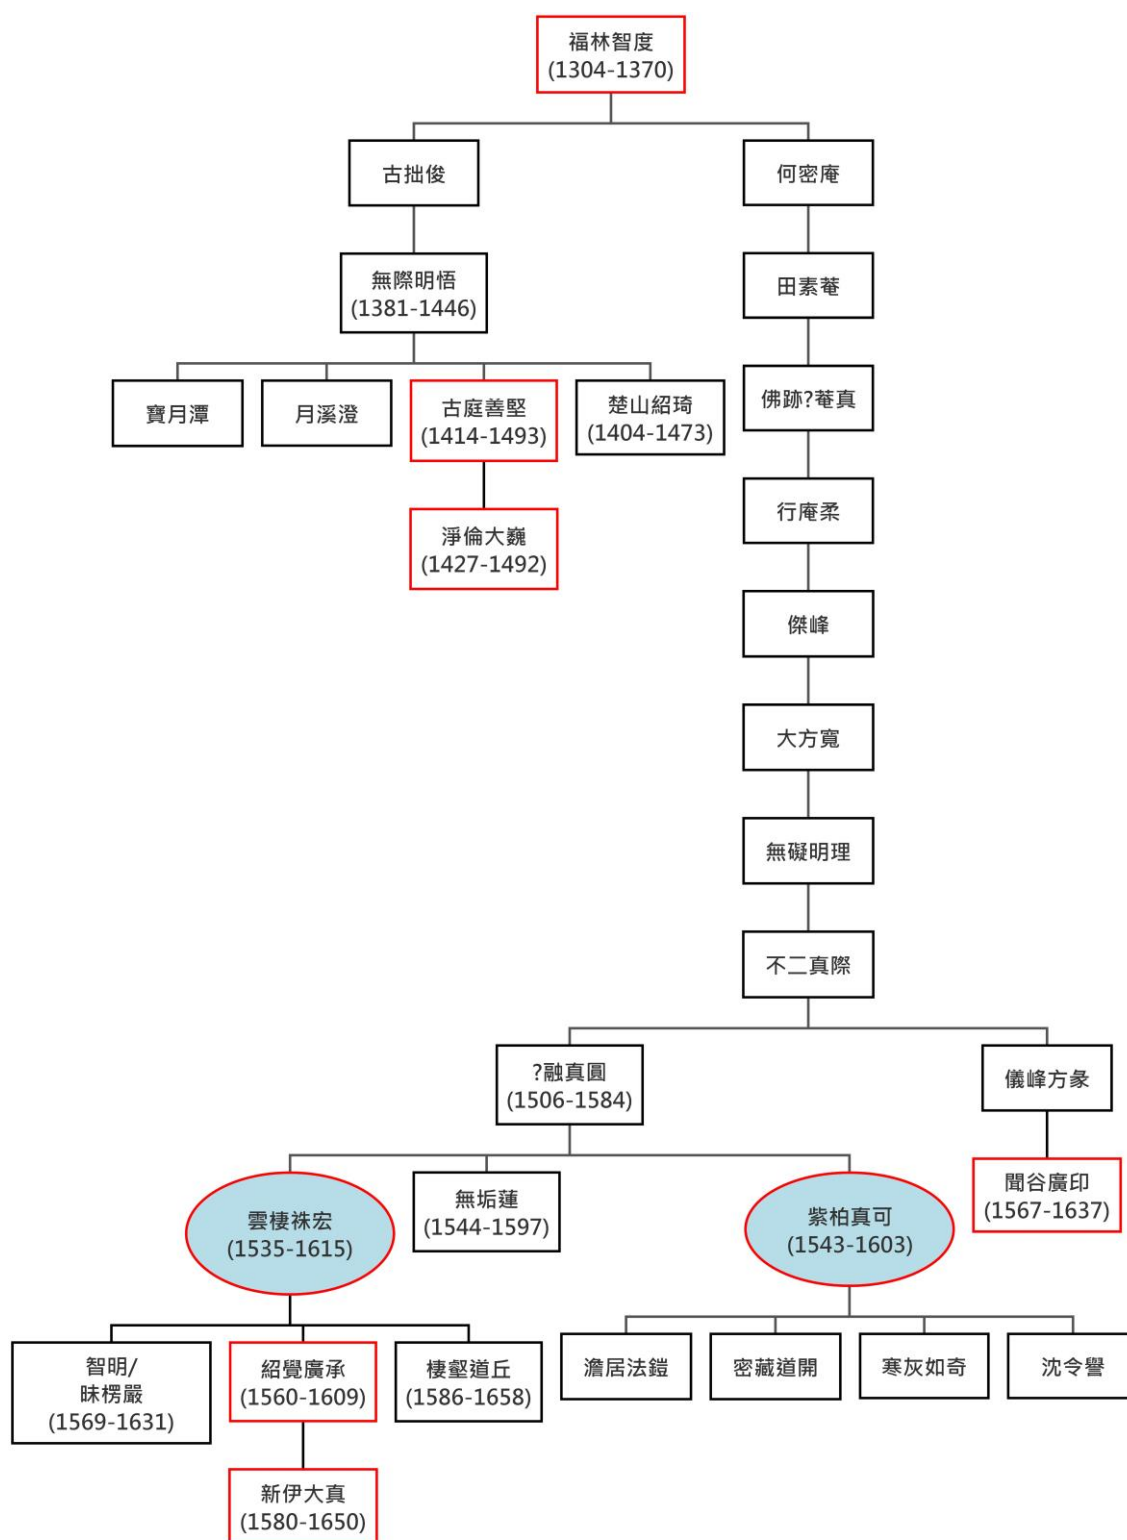 福林智度
(1304-1370)
古拙俊
何密庵
無際明悟
(1381-1446)
田素菴
寶月潭
月溪澄
古庭善堅
(1414-1493)
楚山紹琦
(1404-1473)
佛跡?菴真
行庵柔
淨倫大巍
(1427-1492)
傑峰
大方寬
無礙明理
不二真際
?融真圓
(1506-1584)
儀峰方彖
雲棲袾宏
(1535-1615)
無垢蓮
(1544-1597)
紫柏真可
(1543-1603)
聞谷廣印
(1567-1637)
智明/
昧楞嚴
(1569-1631)
紹覺廣承
(1560-1609)
棲壑道丘
(1586-1658)
澹居法鎧
密藏道開
寒灰如奇
沈令譽
新伊大真
(1580-1650)